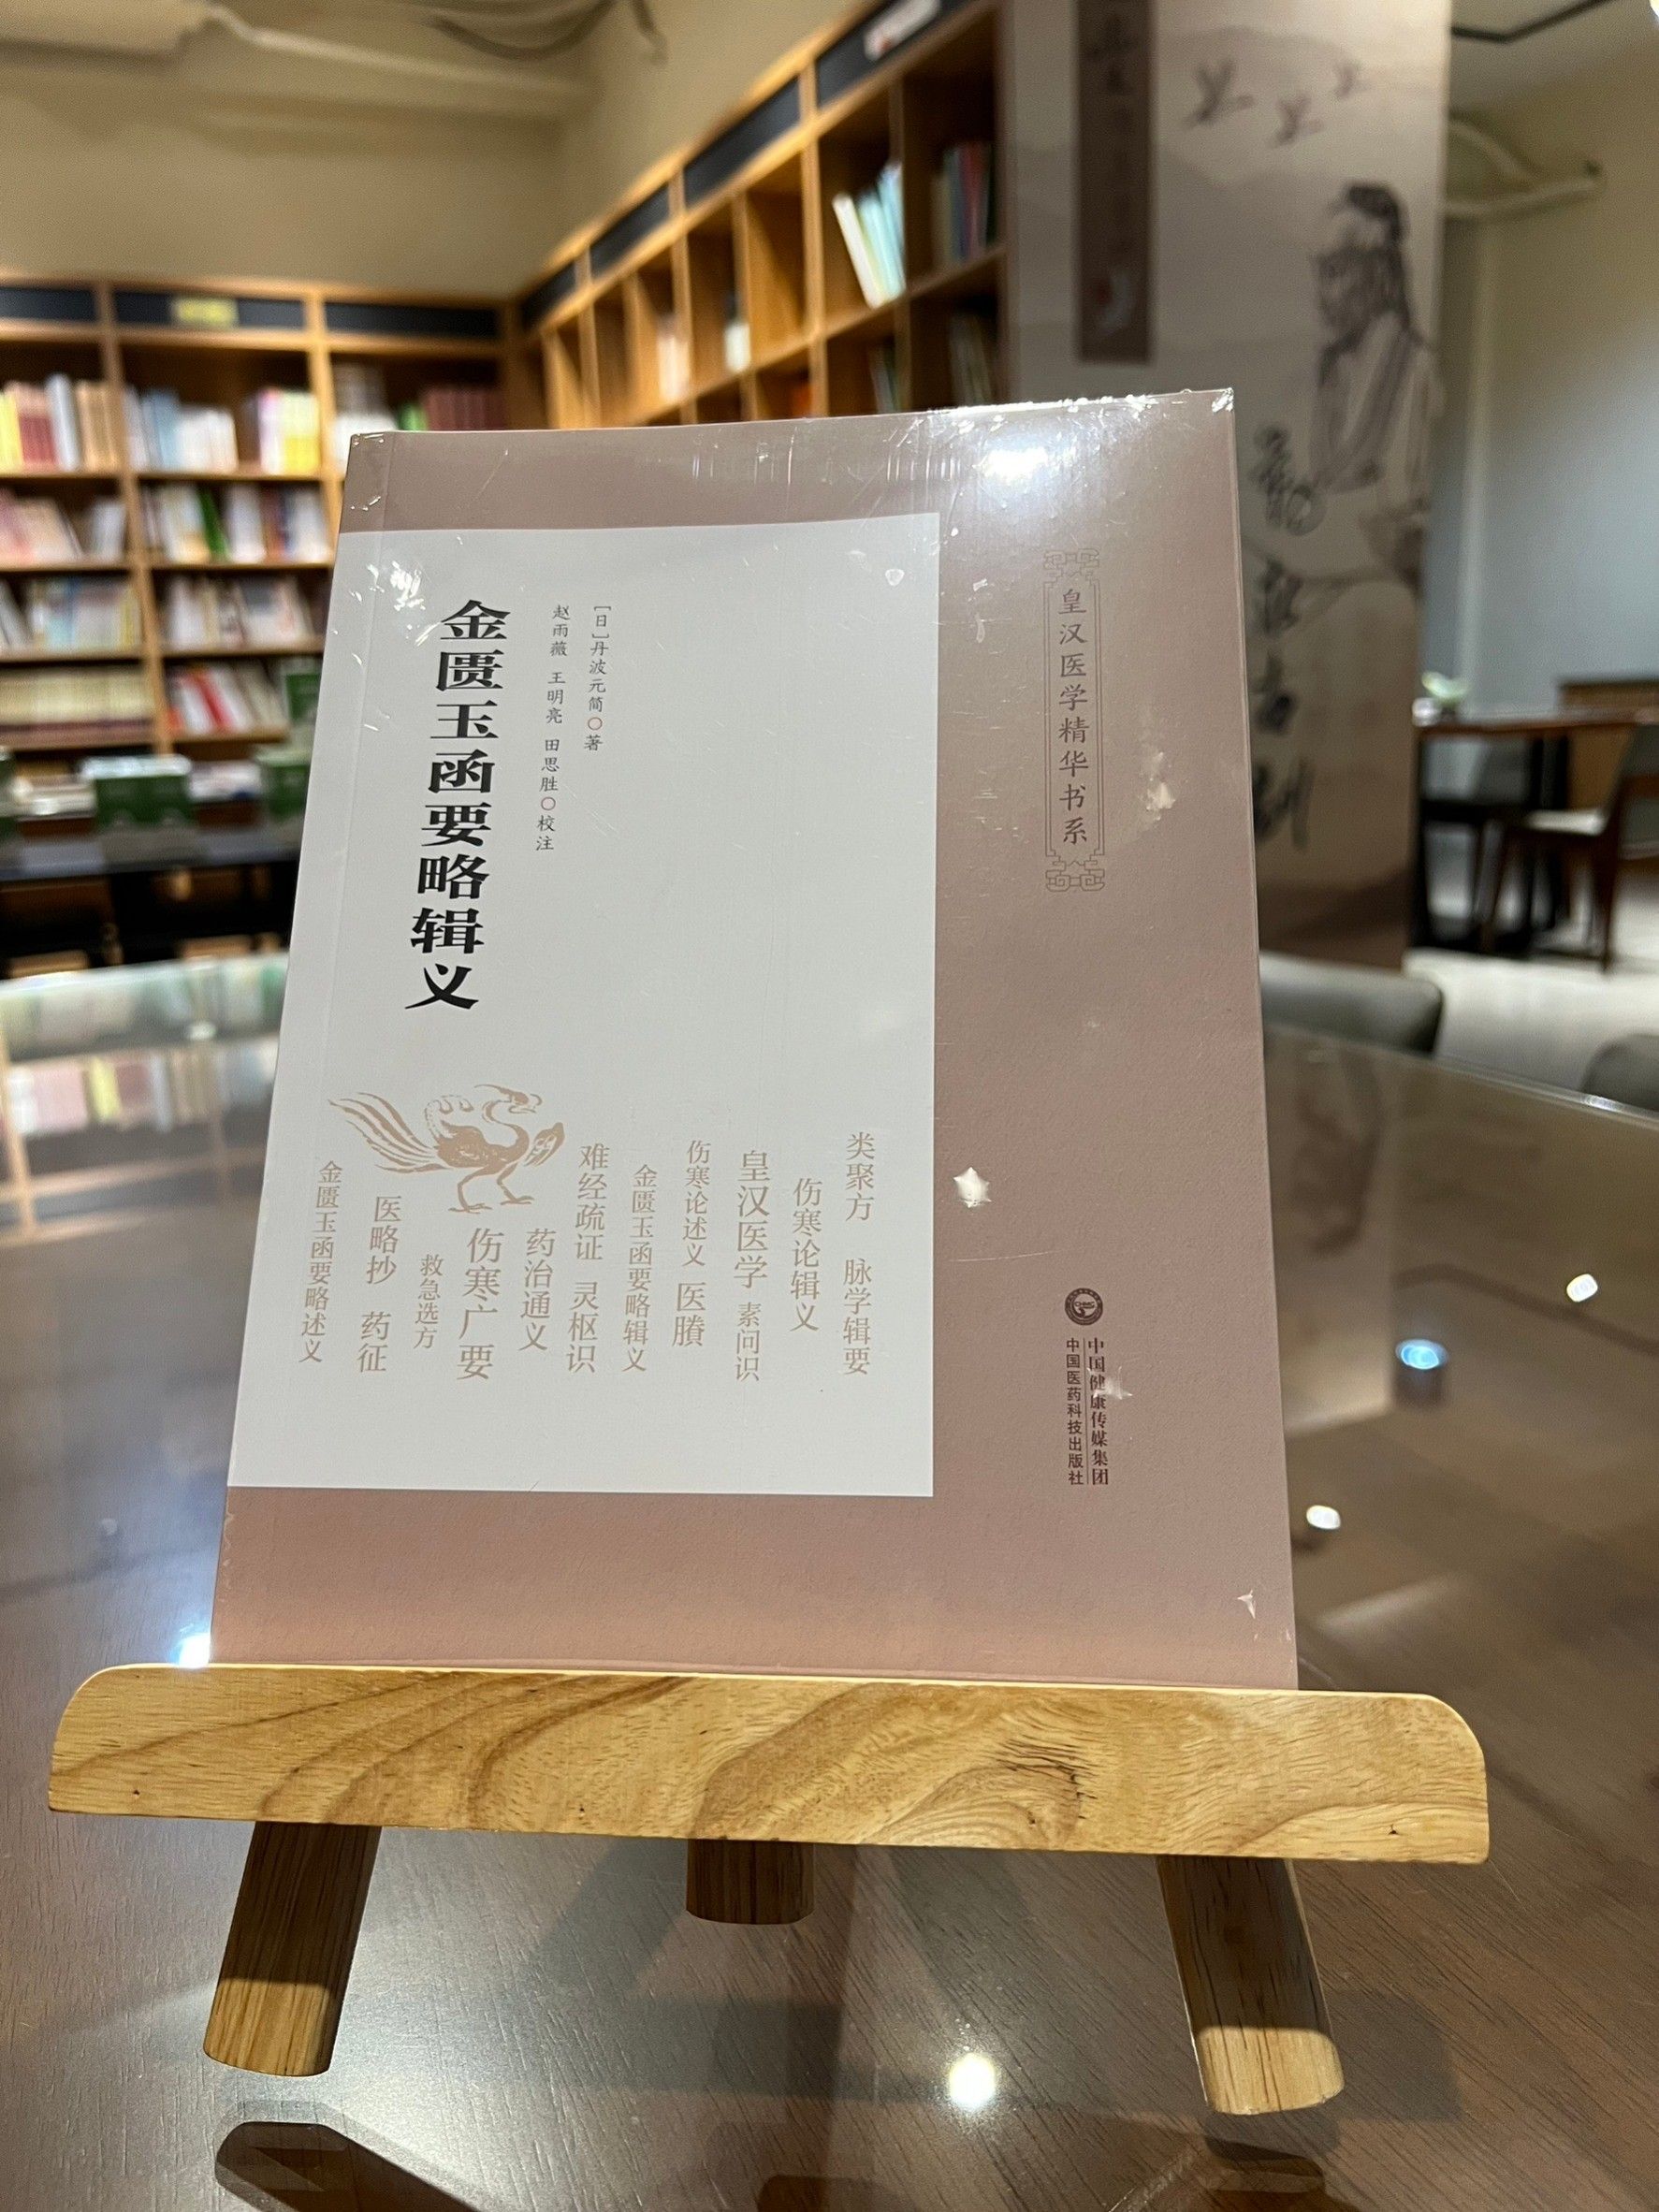 皇汉医学精华书系
[日]丹波元简〇著
赵雨薇 王明亮 田思胜〇校注
金匮玉函要略辑义
类聚方 脉学辑要
伤寒论辑义
皇汉医学 素问识
伤寒论述义 医賸
金匮玉函要略辑义
难经疏证 灵枢识
药治通义
伤寒广要
救急选方
医略抄 药征
金匮玉函要略述义
中国健康传媒集团
中国医药科技出版社